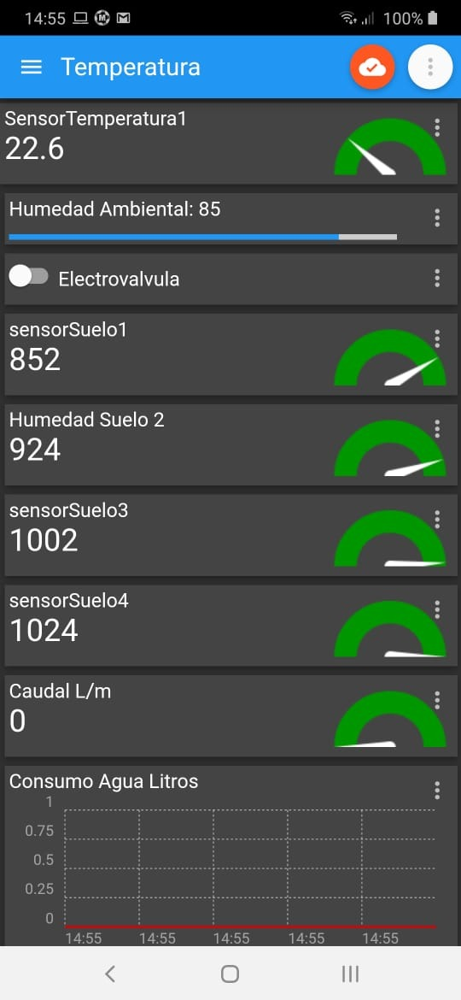 14:55 100%
Temperatura
SensorTemperatura1
22.6
Humedad Ambiental: 85
Electrovalvula
sensorSuelo1
852
Humedad Suelo 2
924
sensorSuelo3
1002
sensorSuelo4
1024
Caudal L/m
0
Consumo Agua Litros
1
0.75
0.5
0.25
0
14:55 14:55 14:55 14:55 14:55